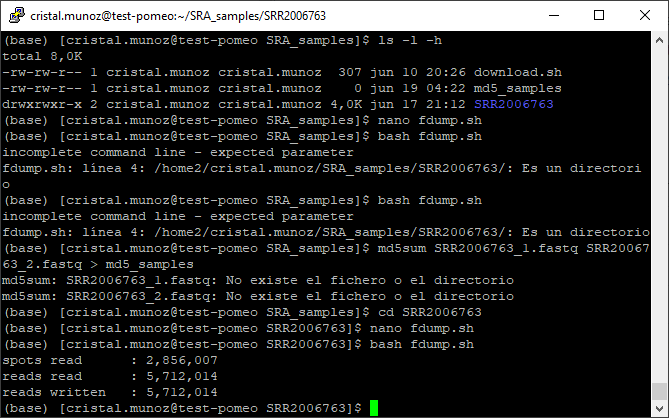 cristal.munoz@test-pomeo:~/SRA_samples/SRR2006763
(base) [cristal.munoz@test-pomeo SRA_samples]$ ls -l -h
total 8,0K
-rw-rw-r-- 1 cristal.munoz cristal.munoz  307 jun 10 20:26 download.sh
-rw-rw-r-- 1 cristal.munoz cristal.munoz    0 jun 19 04:22 md5_samples
drwxrwxr-x 2 cristal.munoz cristal.munoz 4,0K jun 17 21:12 SRR2006763
(base) [cristal.munoz@test-pomeo SRA_samples]$ nano fdump.sh
(base) [cristal.munoz@test-pomeo SRA_samples]$ bash fdump.sh
incomplete command line - expected parameter
fdump.sh: línea 4: /home2/cristal.munoz/SRA_samples/SRR2006763/: Es un directori
o
(base) [cristal.munoz@test-pomeo SRA_samples]$ bash fdump.sh
incomplete command line - expected parameter
fdump.sh: línea 4: /home2/cristal.munoz/SRA_samples/SRR2006763/: Es un directorio
(base) [cristal.munoz@test-pomeo SRA_samples]$ md5sum SRR2006763_1.fastq SRR20067
63_2.fastq > md5_samples
md5sum: SRR2006763_1.fastq: No existe el fichero o el directorio
md5sum: SRR2006763_2.fastq: No existe el fichero o el directorio
(base) [cristal.munoz@test-pomeo SRA_samples]$ cd SRR2006763
(base) [cristal.munoz@test-pomeo SRR2006763]$ nano fdump.sh
(base) [cristal.munoz@test-pomeo SRR2006763]$ bash fdump.sh
spots read      : 2,856,007
reads read      : 5,712,014
reads written   : 5,712,014
(base) [cristal.munoz@test-pomeo SRR2006763]$